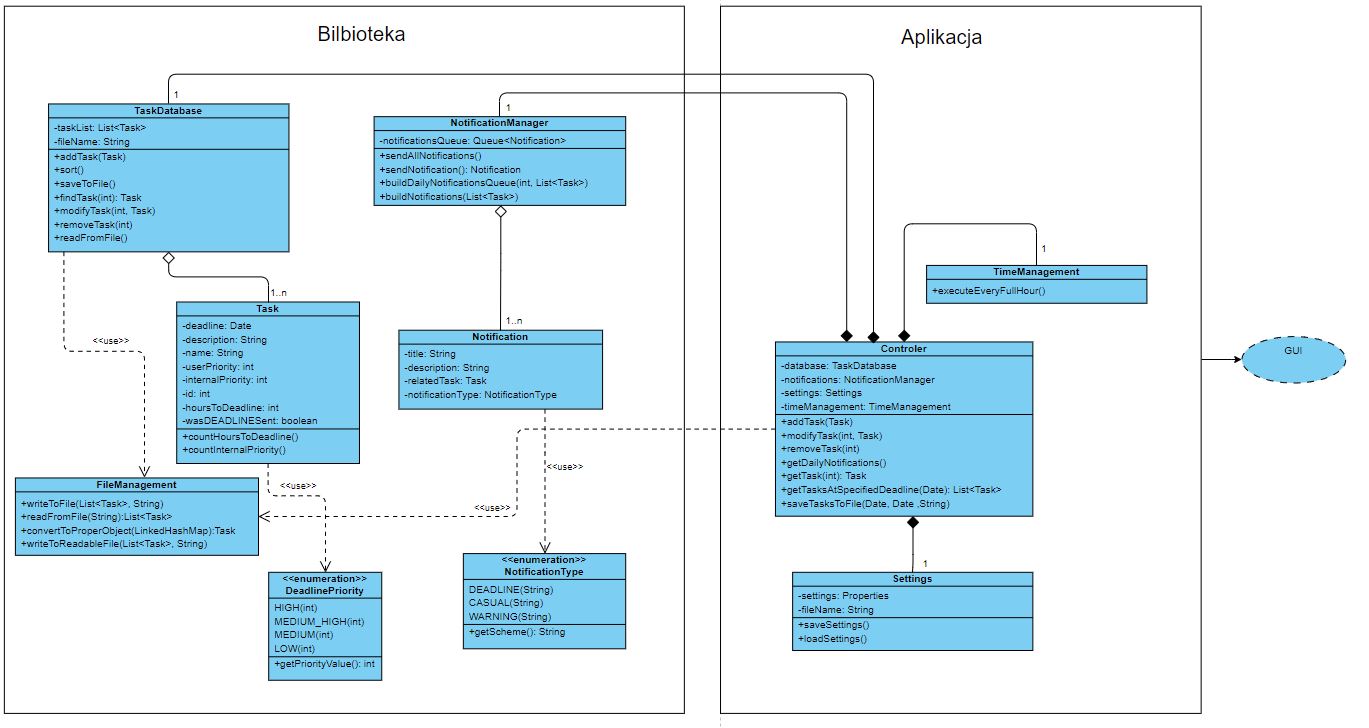 Bilbioteka
Aplikacja
1
TaskDatabase
-taskList: List<Task>
-fileName: String
+addTask(Task)
+sort()
+saveToFile()
+findTask(int): Task
+modifyTask(int, Task)
+removeTask(int)
+readFromFile()
1
NotificationManager
-notificationsQueue: Queue<Notification>
+sendAllNotifications()
+sendNotification(): Notification
+buildDailyNotificationsQueue(int, List<Task>)
+buildNotifications(List<Task>)
1
TimeManagement
+executeEveryFullHour()
1..n
Task
-deadline: Date
-description: String
-name: String
-userPriority: int
-internalPriority: int
-id: int
-hoursToDeadline: int
-wasDEADLINESent: boolean
+countHoursToDeadline()
+countInternalPriority()
1..n
Notification
-title: String
-description: String
-relatedTask: Task
-notificationType: NotificationType
<<use>>
Controler
-database: TaskDatabase
-notifications: NotificationManager
-settings: Settings
-timeManagement: TimeManagement
+addTask(Task)
+modifyTask(int, Task)
+removeTask(int)
+getDailyNotifications()
+getTask(int): Task
+getTasksAtSpecifiedDeadline(Date): List<Task>
+saveTasksToFile(Date, Date ,String)
GUI
<<use>>
<<use>>
<<use>>
FileManagement
+writeToFile(List<Task>, String)
+readFromFile(String):List<Task>
+convertToProperObject(LinkedHashMap):Task
+writeToReadableFile(List<Task>, String)
<<enumeration>>
DeadlinePriority
HIGH(int)
MEDIUM_HIGH(int)
MEDIUM(int)
LOW(int)
+getPriorityValue(): int
<<enumeration>>
NotificationType
DEADLINE(String)
CASUAL(String)
WARNING(String)
+getScheme(): String
1
Settings
-settings: Properties
-fileName: String
+saveSettings()
+loadSettings()